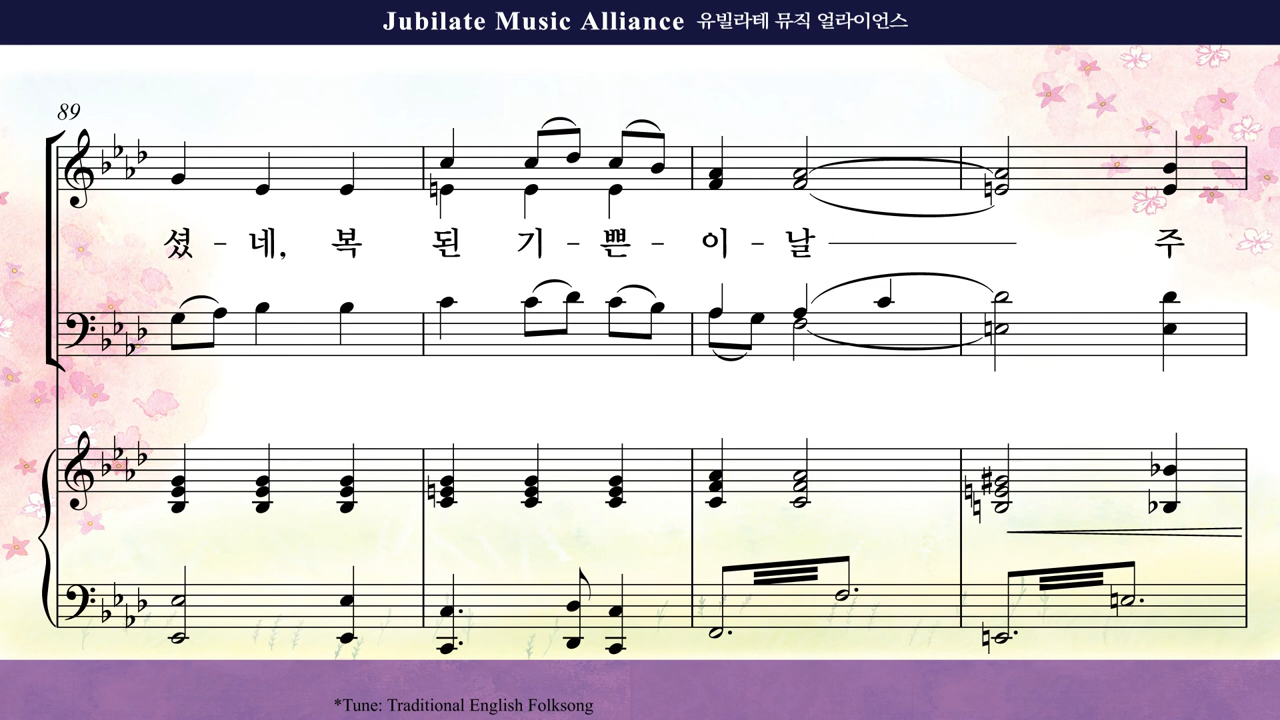 Jubilate Music Alliance 유빌라테 뮤직 얼라이언스
89
셨 - 네, 복 된 기 - 쁜 - 이 - 날 주
*Tune: Traditional English Folksong